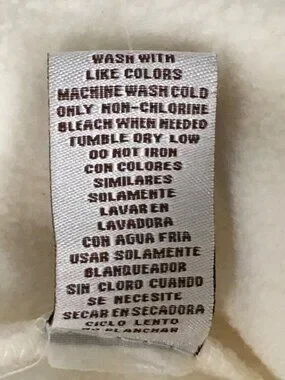 WASH WITH
LIKE COLORS
MACHINE WASH COLD
ONLY NON-CHLORINE
BLEACH WHEN NEEDED
TUMBLE DRY LOW
DO NOT IRON
CON COLORES
SIMILARES
SOLAMENTE
LAVAR EN
LAVADORA
CON AGUA FRIA
USAR SOLAMENTE
BLANQUEADOR
SIN CLORO CUANDO
SE NECESITE
SECAR EN SECADORA
CICLO LENTO
NO PLANCHAR